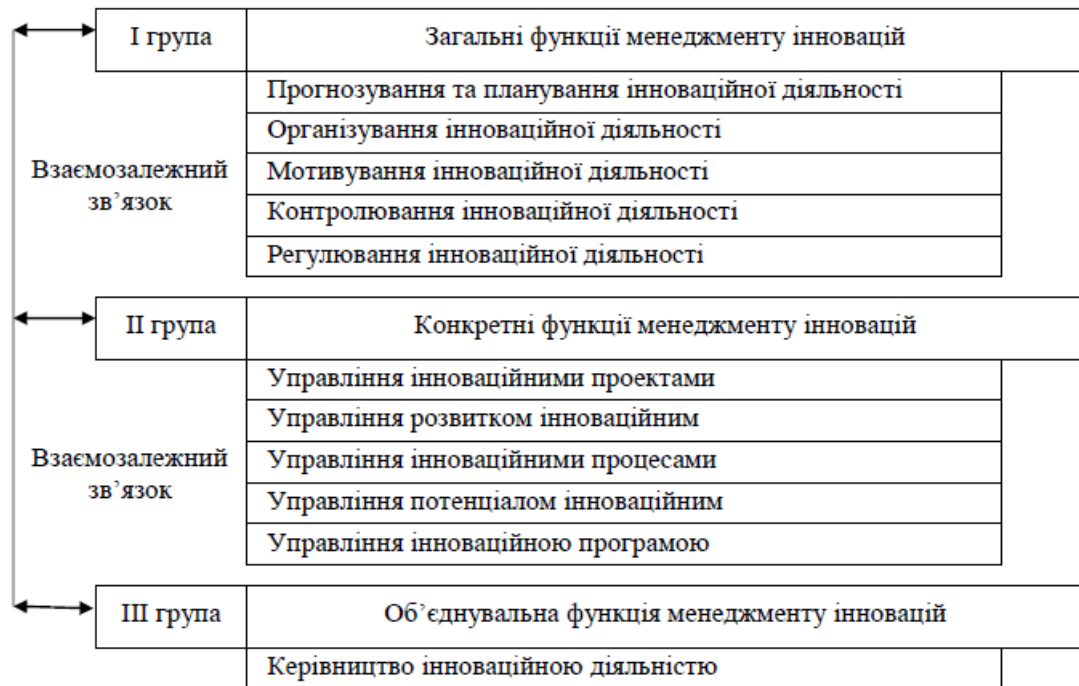 І група
Загальні функції менеджменту інновацій
Прогнозування та планування інноваційної діяльності
Організування інноваційної діяльності
Мотивування інноваційної діяльності
Контролювання інноваційної діяльності
Регулювання інноваційної діяльності
Взаємозалежний
зв’язок
ІІ група
Конкретні функції менеджменту інновацій
Управління інноваційними проектами
Управління розвитком інноваційним
Управління інноваційними процесами
Управління потенціалом інноваційним
Управління інноваційною програмою
Взаємозалежний
зв’язок
ІІІ група
Об’єднувальна функція менеджменту інновацій
Керівництво інноваційною діяльністю